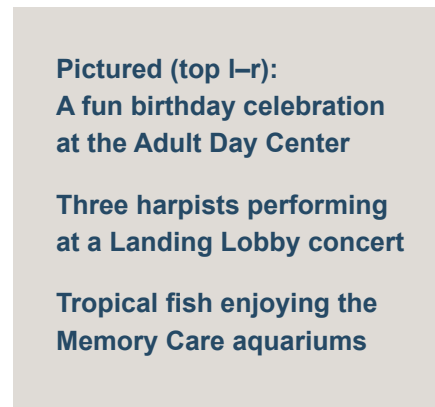 Pictured (top l–r):
A fun birthday celebration
at the Adult Day Center
Three harpists performing
at a Landing Lobby concert
Tropical fish enjoying the
Memory Care aquariums